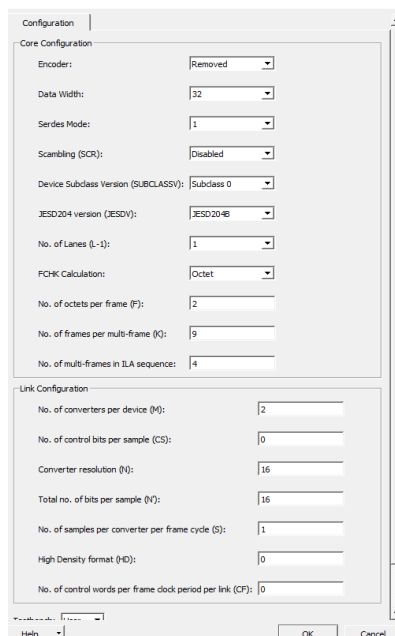 Configuration
Core Configuration
Encoder: Removed
Data Width: 32
Serdes Mode: 1
Scambling (SCR): Disabled
Device Subclass Version (SUBCLASSV): Subclass 0
JESD204 version (JESDV): JESD204B
No. of Lanes (L-1): 1
FCHK Calculation: Octet
No. of octets per frame (F): 2
No. of frames per multi-frame (K): 9
No. of multi-frames in ILA sequence: 4
Link Configuration
No. of converters per device (M): 2
No. of control bits per sample (CS): 0
Converter resolution (N): 16
Total no. of bits per sample (N'): 16
No. of samples per converter per frame cycle (S): 1
High Density format (HD): 0
No. of control words per frame clock period per link (CF): 0
Testbench: User
Help OK Cancel